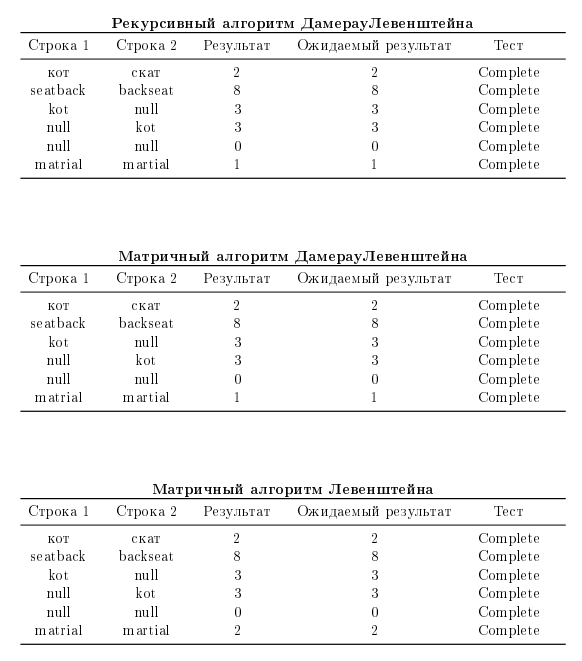 Рекурсивный алгоритм ДамерауЛевенштейна
Строка 1 Строка 2 Результат Ожидаемый результат Тест
кот скат 2 2 Complete
seatback backseat 8 8 Complete
kot null 3 3 Complete
null kot 3 3 Complete
null null 0 0 Complete
matrial martial 1 1 Complete
Матричный алгоритм ДамерауЛевенштейна
Строка 1 Строка 2 Результат Ожидаемый результат Тест
кот скат 2 2 Complete
seatback backseat 8 8 Complete
kot null 3 3 Complete
null kot 3 3 Complete
null null 0 0 Complete
matrial martial 1 1 Complete
Матричный алгоритм Левенштейна
Строка 1 Строка 2 Результат Ожидаемый результат Тест
кот скат 2 2 Complete
seatback backseat 8 8 Complete
kot null 3 3 Complete
null kot 3 3 Complete
null null 0 0 Complete
matrial martial 2 2 Complete